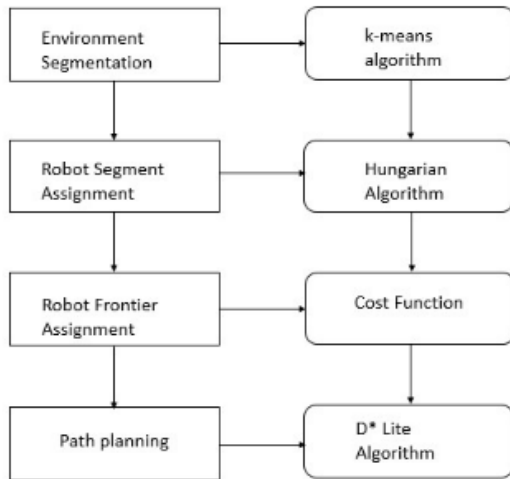 Environment
Segmentation
k-means
algorithm
Robot Segment
Assignment
Hungarian
Algorithm
Robot Frontier
Assignment
Cost Function
Path planning
D* Lite
Algorithm